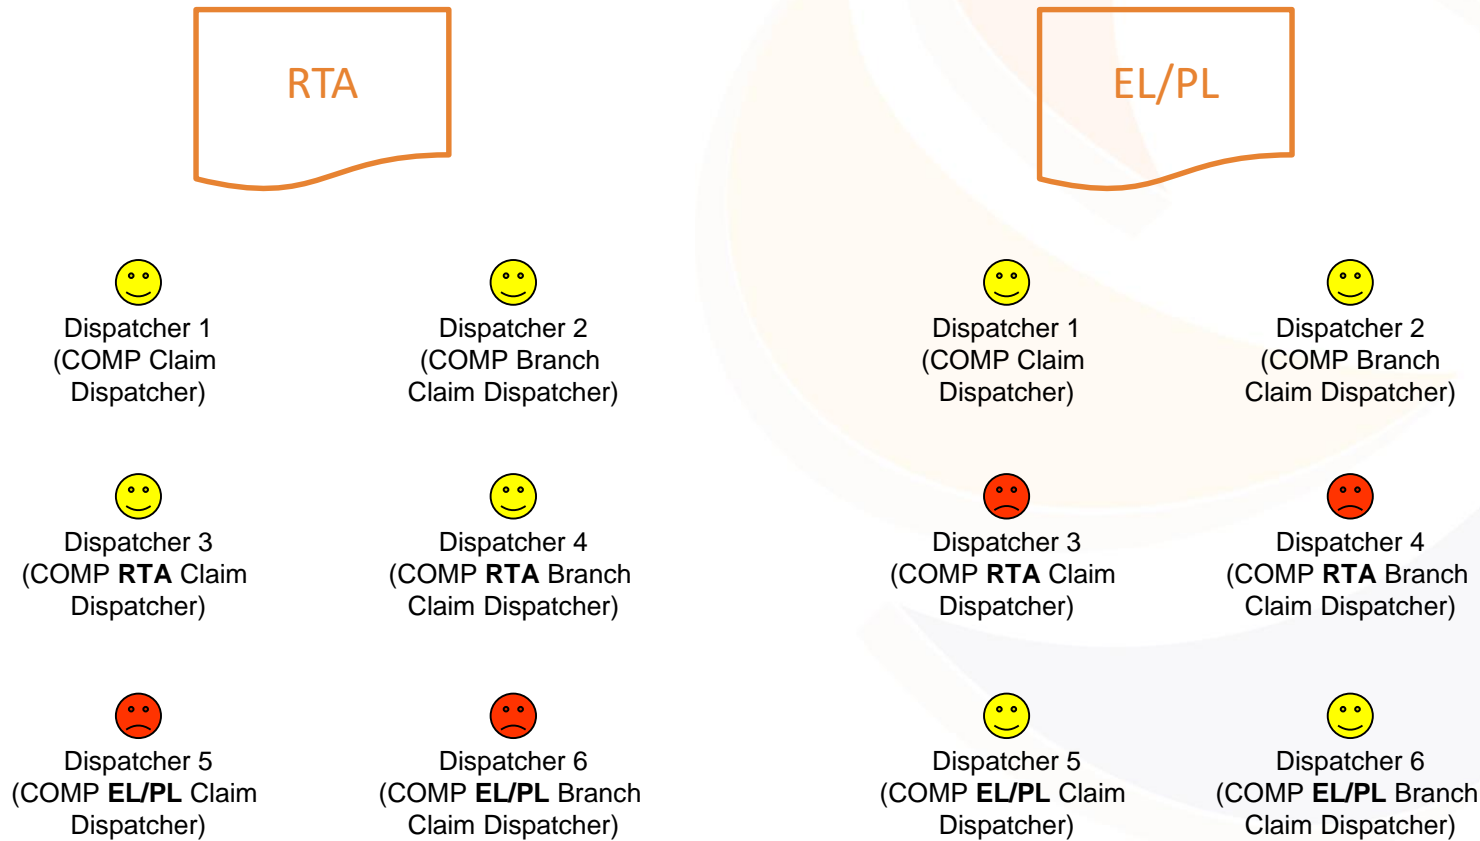 RTA
EL/PL
Dispatcher 1
(COMP Claim
Dispatcher)
Dispatcher 2
(COMP Branch
Claim Dispatcher)
Dispatcher 1
(COMP Claim
Dispatcher)
Dispatcher 2
(COMP Branch
Claim Dispatcher)
Dispatcher 3
(COMP RTA Claim
Dispatcher)
Dispatcher 4
(COMP RTA Branch
Claim Dispatcher)
Dispatcher 3
(COMP RTA Claim
Dispatcher)
Dispatcher 4
(COMP RTA Branch
Claim Dispatcher)
Dispatcher 5
(COMP EL/PL Claim
Dispatcher)
Dispatcher 6
(COMP EL/PL Branch
Claim Dispatcher)
Dispatcher 5
(COMP EL/PL Claim
Dispatcher)
Dispatcher 6
(COMP EL/PL Branch
Claim Dispatcher)